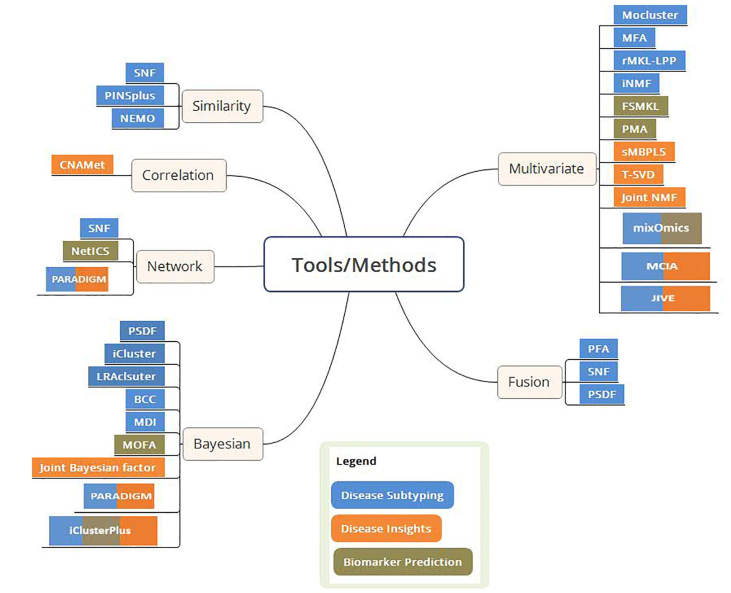 Tools/Methods
Similarity
SNF
PINSplus
NEMO
Correlation
CNAMet
Network
SNF
NetICS
PARADIGM
Bayesian
PSDF
iCluster
LRAclsuter
BCC
MDI
MOFA
Joint Bayesian factor
PARADIGM
iClusterPlus
Multivariate
Mocluster
MFA
rMKL-LPP
iNMF
FSMKL
PMA
sMBPLS
T-SVD
Joint NMF
mixOmics
MCIA
JIVE
Fusion
PFA
SNF
PSDF
Legend
Disease Subtyping
Disease Insights
Biomarker Prediction